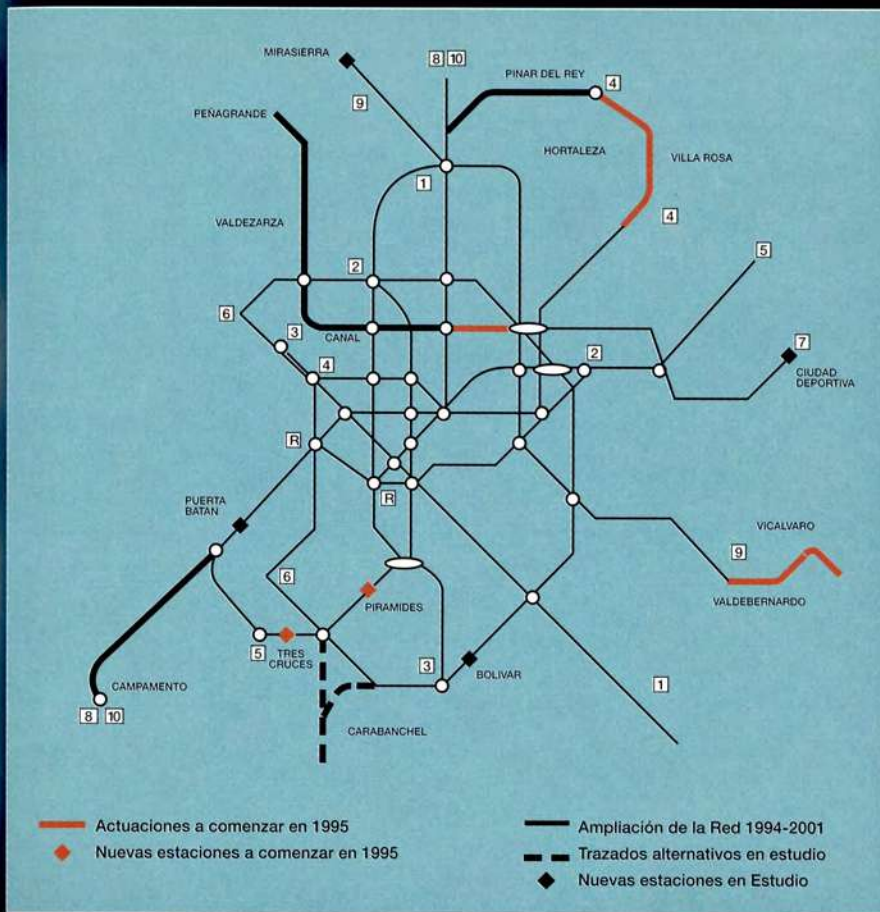 MIRASIERRA
8 10
PINAR DEL REY
4
9
PEÑAGRANDE
HORTALEZA
VILLA ROSA
1
4
VALDEZARZA
5
2
6
3
CANAL
7
4
2
CIUDAD
DEPORTIVA
R
R
PUERTA
BATAN
VICALVARO
9
6
PIRAMIDES
VALDEBERNARDO
5
TRES
CRUCES
3
BOLIVAR
1
CAMPAMENTO
8 10
CARABANCHEL
Actuaciones a comenzar en 1995
Nuevas estaciones a comenzar en 1995
Ampliación de la Red 1994-2001
Trazados alternativos en estudio
Nuevas estaciones en Estudio